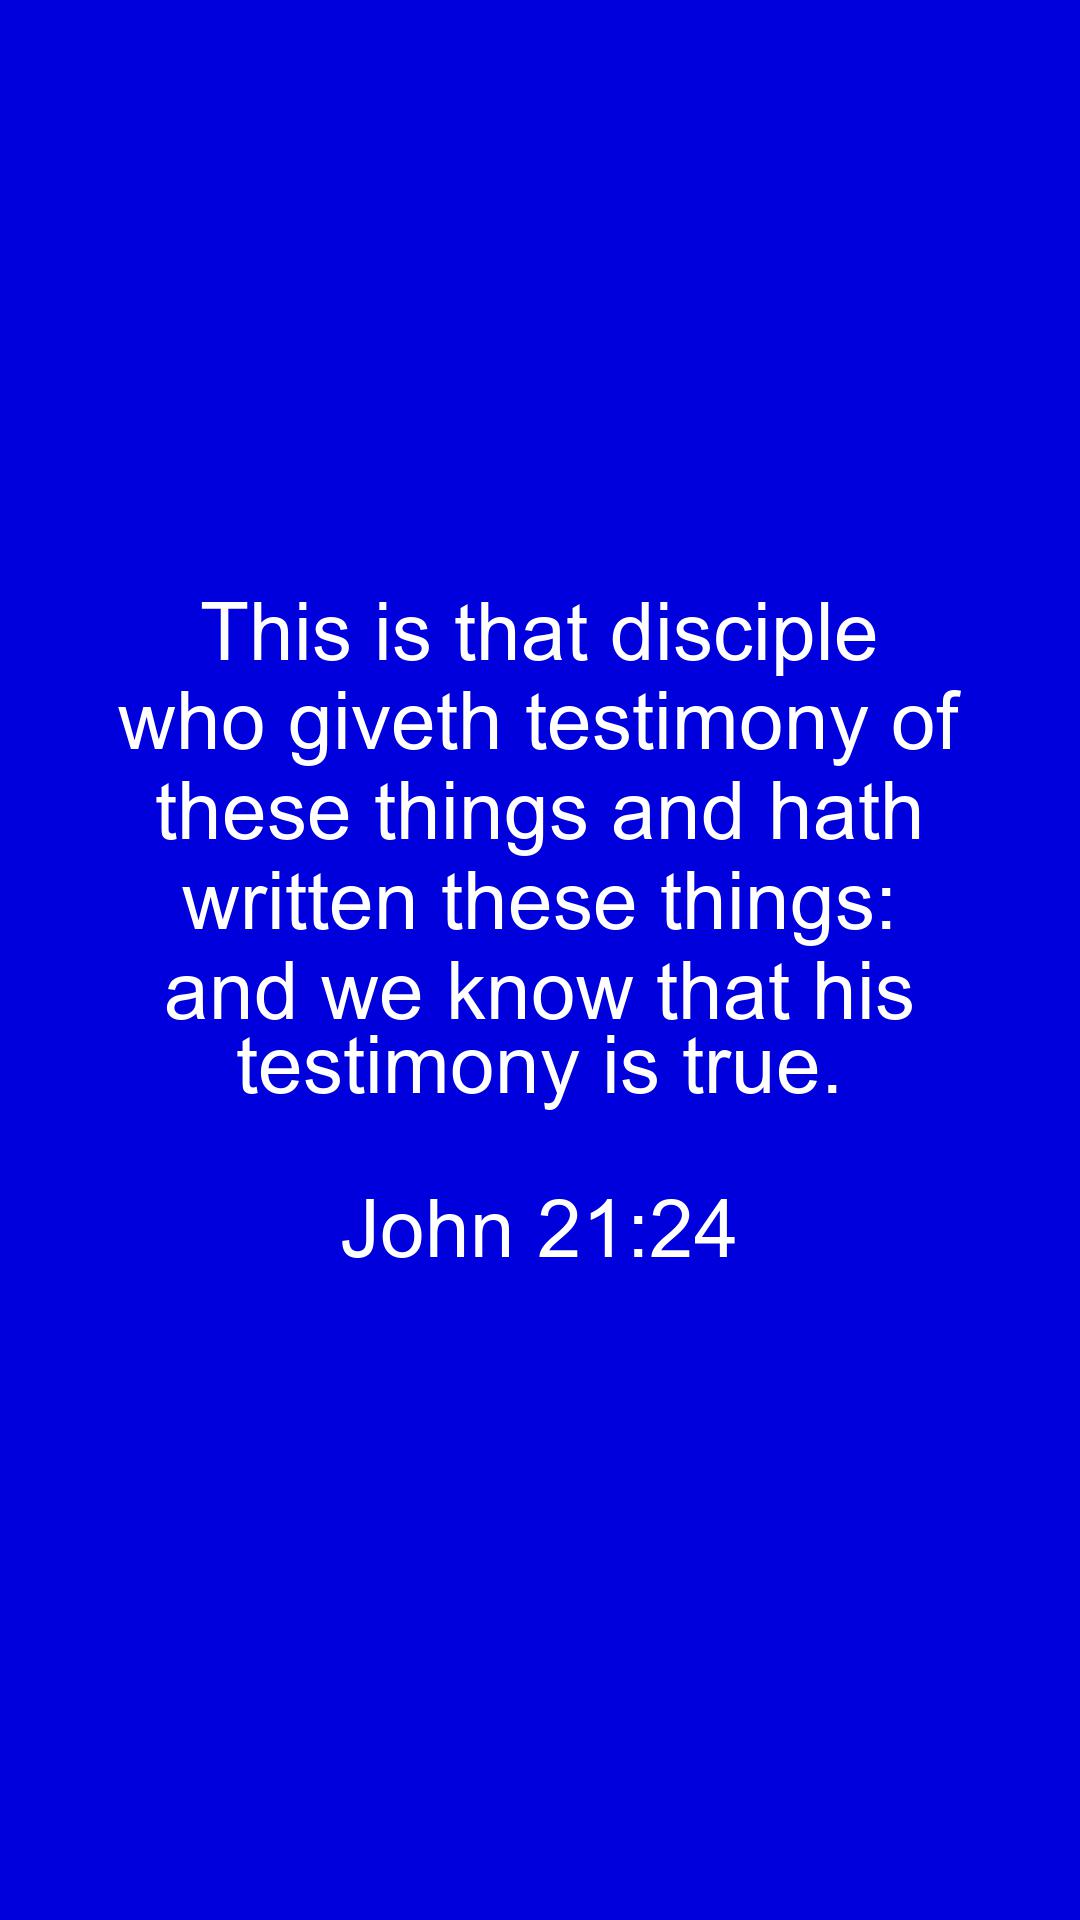 This is that disciple
who giveth testimony of
these things and hath
written these things:
and we know that his
testimony is true.
John 21:24